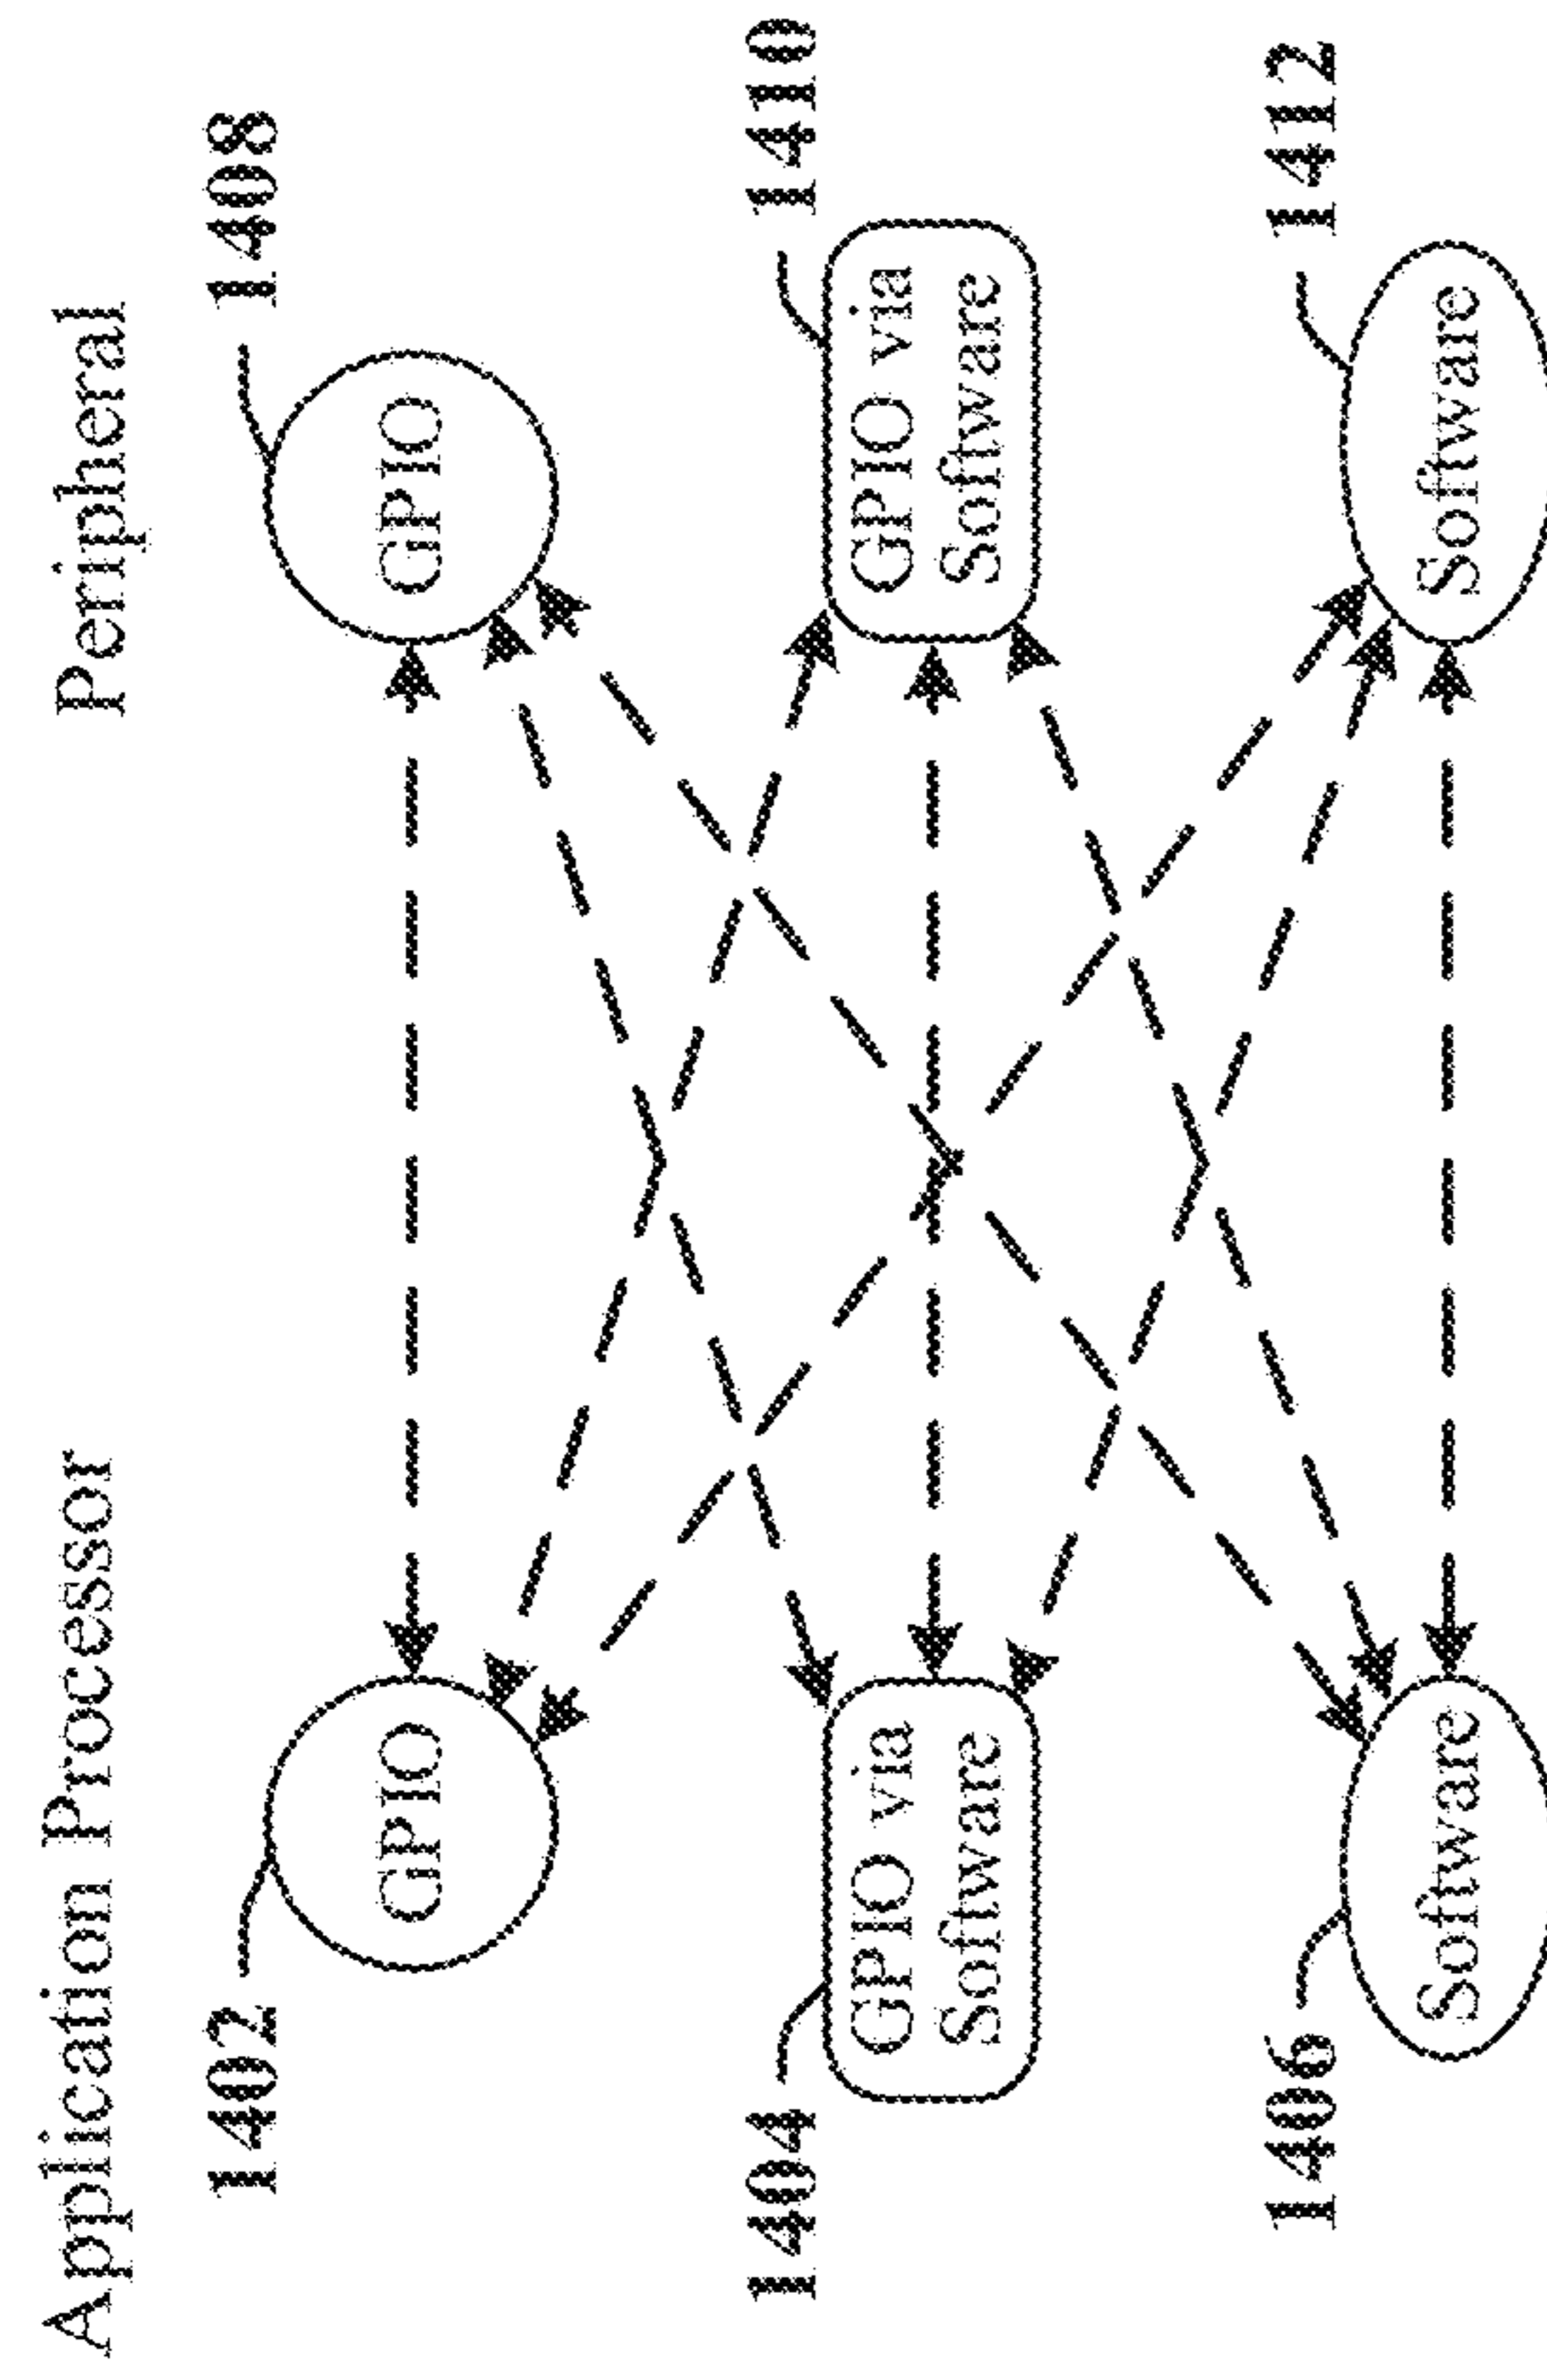 Application Processor
Peripheral
1402
GPIO
GPIO
1408
1404
GPIO via
Software
GPIO via
Software
1410
1406
Software
Software
1412